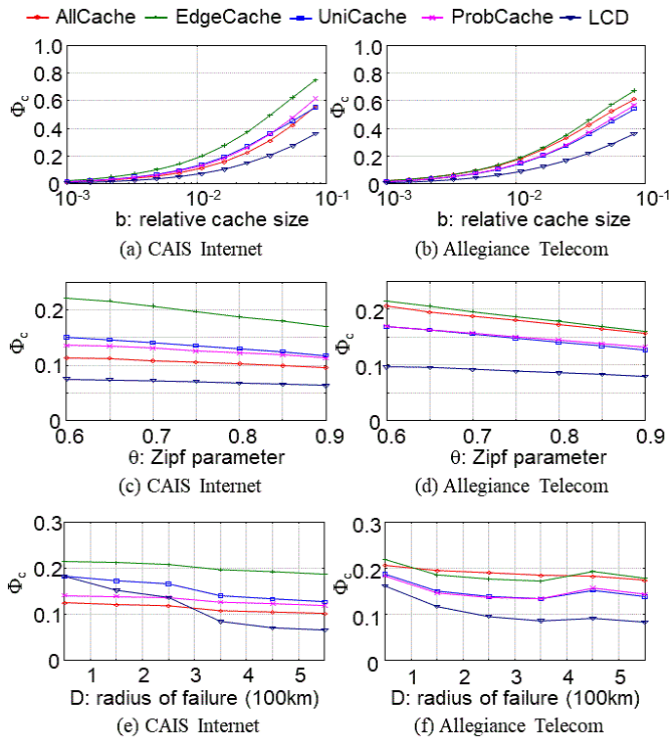 AllCache EdgeCache UniCache ProbCache LCD
1.0 1.0
0.8 0.8
Φc 0.6 Φc 0.6
0.4 0.4
0.2 0.2
0 0
10-3 10-2 10-1 10-3 10-2 10-1
b: relative cache size b: relative cache size
(a) CAIS Internet (b) Allegiance Telecom
0.2 0.2
Φc Φc
0.1 0.1
0 0
0.6 0.7 0.8 0.9 0.6 0.7 0.8 0.9
θ: Zipf parameter θ: Zipf parameter
(c) CAIS Internet (d) Allegiance Telecom
0.3 0.3
0.2 0.2
Φc Φc
0.1 0.1
0 0
1 2 3 4 5 1 2 3 4 5
D: radius of failure (100km) D: radius of failure (100km)
(e) CAIS Internet (f) Allegiance Telecom